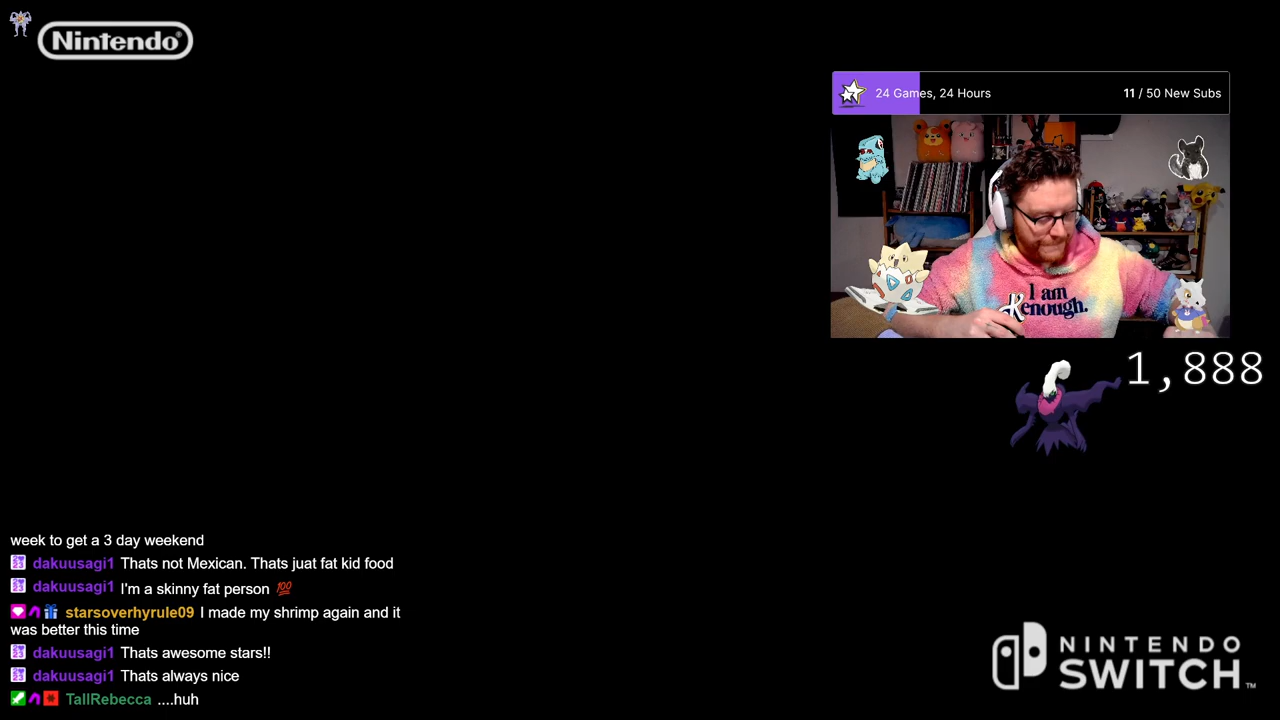 Nintendo
24 Games, 24 Hours 11 / 50 New Subs
I am
Kenough.
1,888
week to get a 3 day weekend
dakuusagi1 Thats not Mexican. Thats juat fat kid food
dakuusagi1 I'm a skinny fat person 💯
starsoverhyrule09 I made my shrimp again and it
was better this time
dakuusagi1 Thats awesome stars!!
dakuusagi1 Thats always nice
TallRebecca ....huh
NINTENDO
SWITCH™